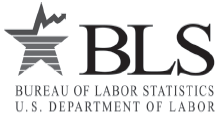 BLS
BUREAU OF LABOR STATISTICS
U.S. DEPARTMENT OF LABOR